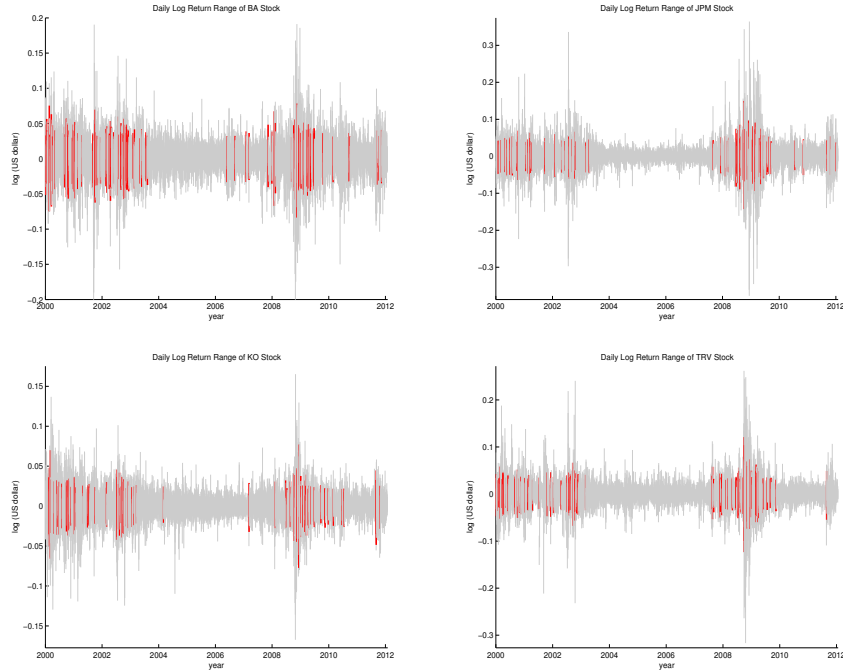 Daily Log Return Range of BA Stock
0.2
0.15
0.1
0.05
0
−0.05
−0.1
−0.15
−0.2
log (US dollar)
2000 2002 2004 2006 2008 2010 2012
year
Daily Log Return Range of JPM Stock
0.3
0.2
0.1
0
−0.1
−0.2
−0.3
log (US dollar)
2000 2002 2004 2006 2008 2010 2012
year
Daily Log Return Range of KO Stock
0.15
0.1
0.05
0
−0.05
−0.1
−0.15
log (US dollar)
2000 2002 2004 2006 2008 2010 2012
year
Daily Log Return Range of TRV Stock
0.2
0.1
0
−0.1
−0.2
−0.3
log (US dollar)
2000 2002 2004 2006 2008 2010 2012
year